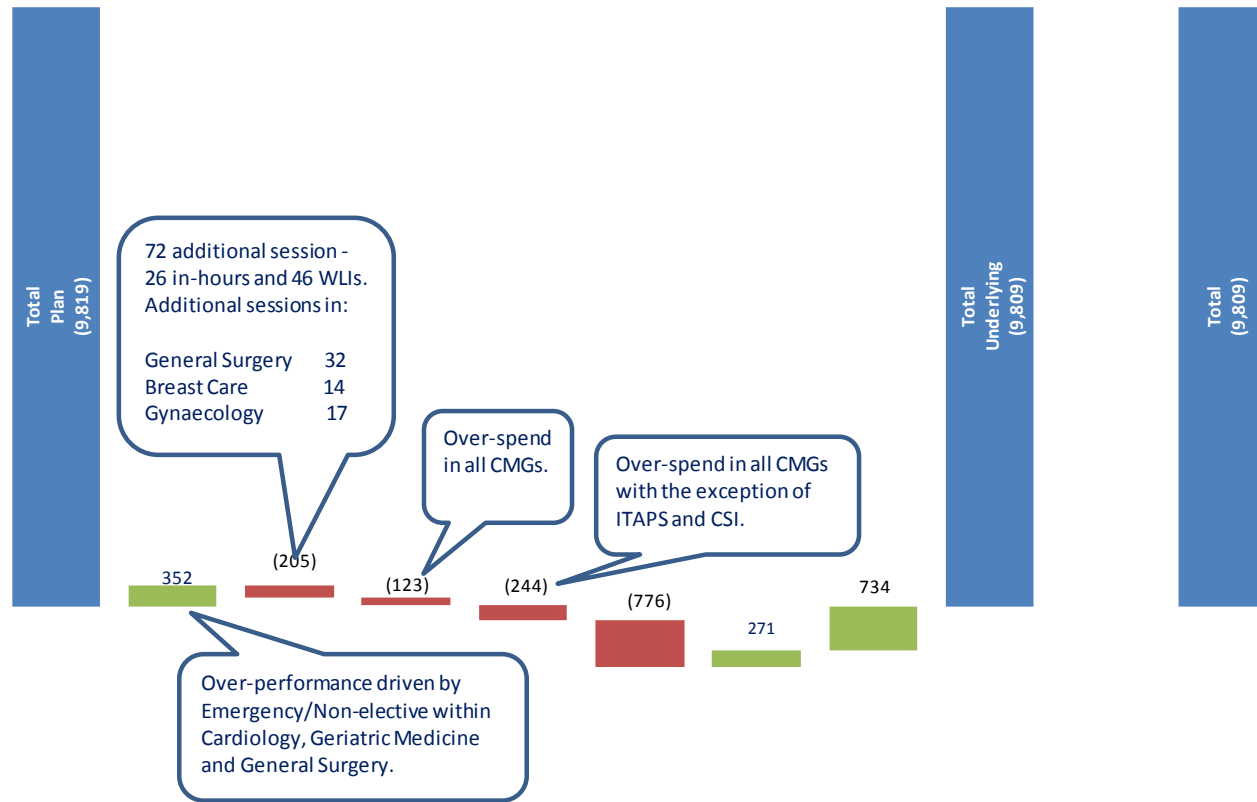 Total
Plan
(9,819)
72 additional session -
26 in-hours and 46 WLIs.
Additional sessions in:
General Surgery 32
Breast Care 14
Gynaecology 17
Over-spend
in all CMGs.
Over-spend in all CMGs
with the exception of
ITAPS and CSI.
352
(205)
(123)
(244)
(776)
271
734
Over-performance driven by
Emergency/Non-elective within
Cardiology, Geriatric Medicine
and General Surgery.
Total
Underlying
(9,809)
Total
(9,809)